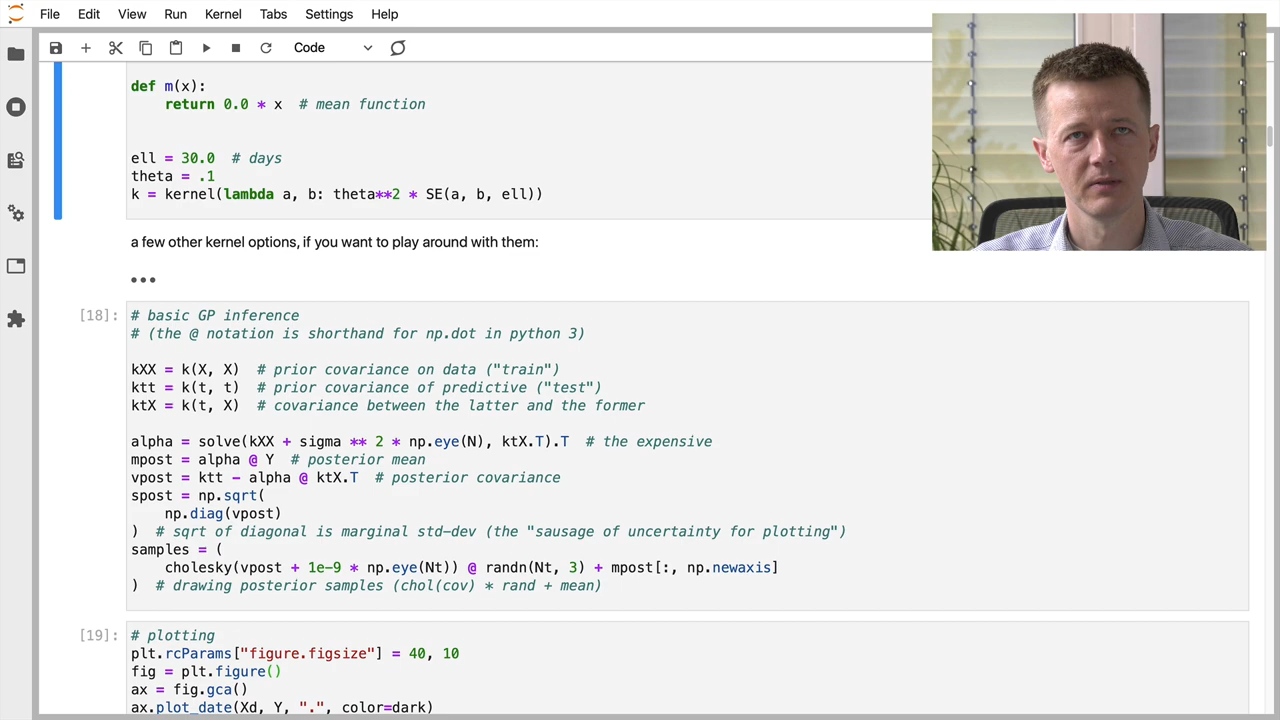 File Edit View Run Kernel Tabs Settings Help
Code
def m(x):
    return 0.0 * x  # mean function
ell = 30.0  # days
theta = .1
k = kernel(lambda a, b: theta**2 * SE(a, b, ell))
a few other kernel options, if you want to play around with them:
[18]:
# basic GP inference
# (the @ notation is shorthand for np.dot in python 3)
kXX = k(X, X)  # prior covariance on data ("train")
ktt = k(t, t)  # prior covariance of predictive ("test")
ktX = k(t, X)  # covariance between the latter and the former
alpha = solve(kXX + sigma ** 2 * np.eye(N), ktX.T).T  # the expensive
mpost = alpha @ Y  # posterior mean
vpost = ktt - alpha @ ktX.T  # posterior covariance
spost = np.sqrt(
    np.diag(vpost)
)  # sqrt of diagonal is marginal std-dev (the "sausage of uncertainty for plotting")
samples = (
    cholesky(vpost + 1e-9 * np.eye(Nt)) @ randn(Nt, 3) + mpost[:, np.newaxis]
)  # drawing posterior samples (chol(cov) * rand + mean)
[19]:
# plotting
plt.rcParams["figure.figsize"] = 40, 10
fig = plt.figure()
ax = fig.gca()
ax.plot_date(Xd, Y, ".", color=dark)